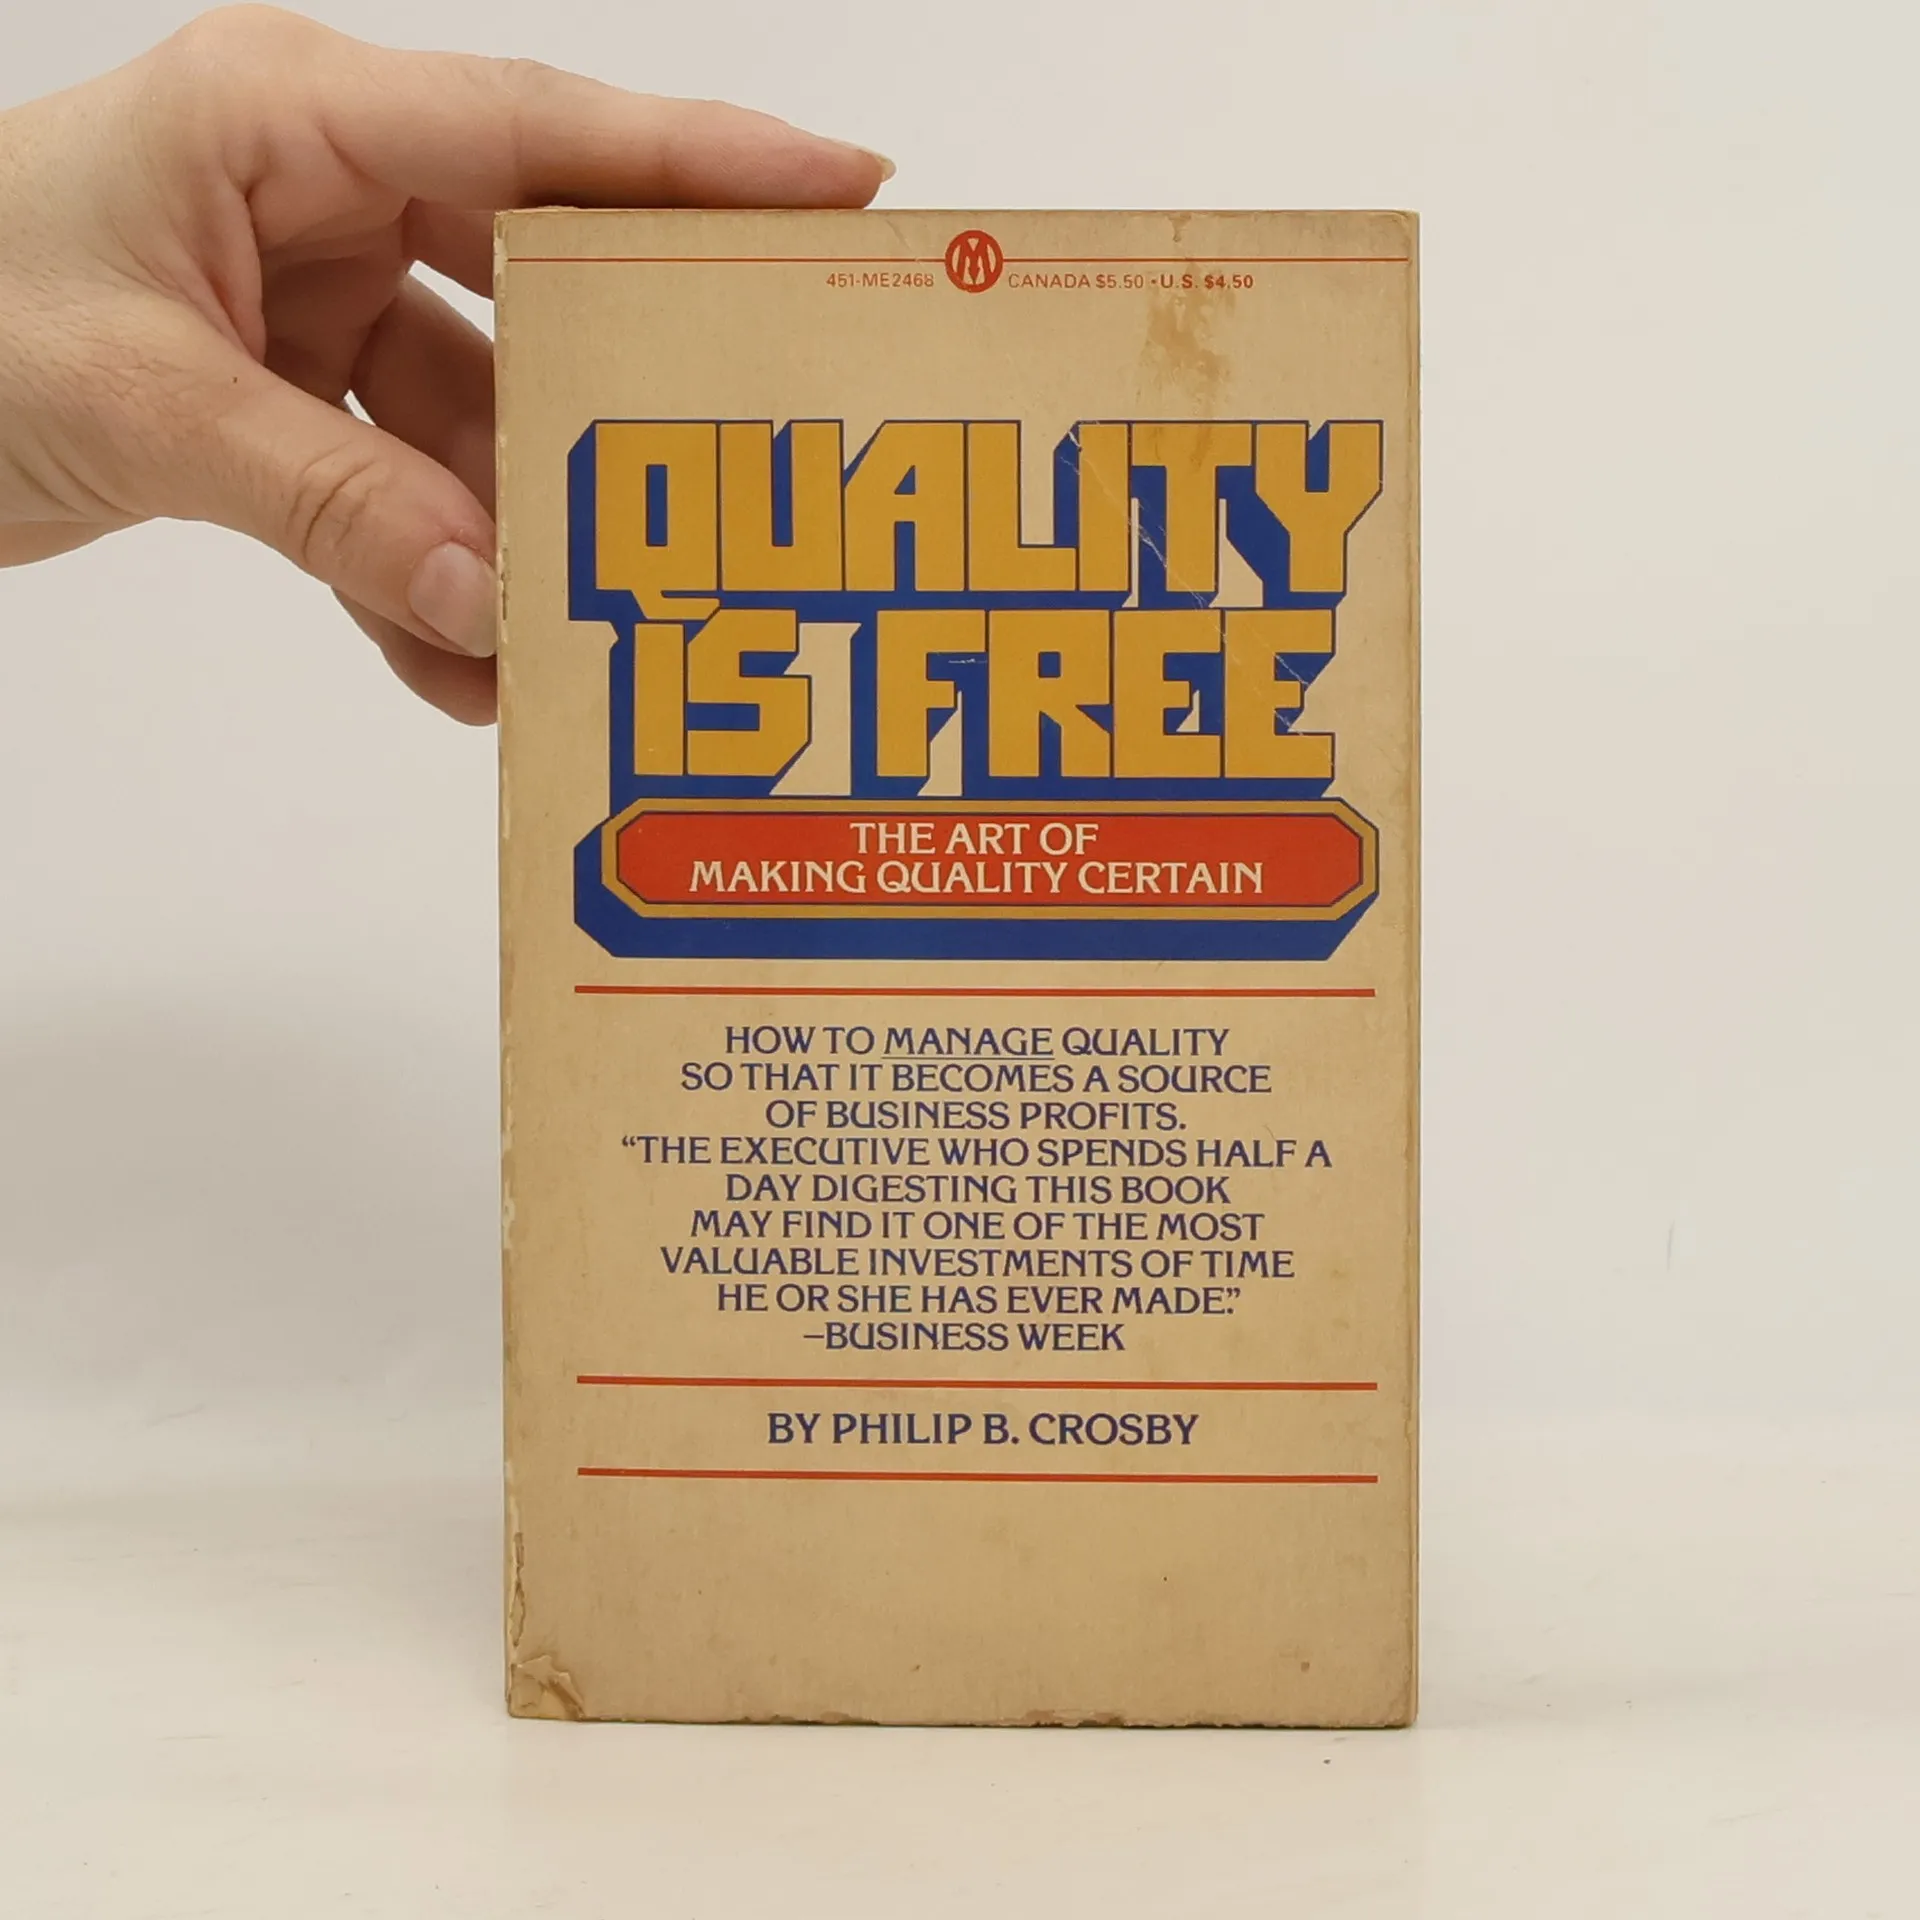 451-ME2468 CANADA $5.50 • U.S. $4.50
QUALITY
IS FREE
THE ART OF
MAKING QUALITY CERTAIN
HOW TO MANAGE QUALITY
SO THAT IT BECOMES A SOURCE
OF BUSINESS PROFITS.
“THE EXECUTIVE WHO SPENDS HALF A
DAY DIGESTING THIS BOOK
MAY FIND IT ONE OF THE MOST
VALUABLE INVESTMENTS OF TIME
HE OR SHE HAS EVER MADE.”
–BUSINESS WEEK
BY PHILIP B. CROSBY